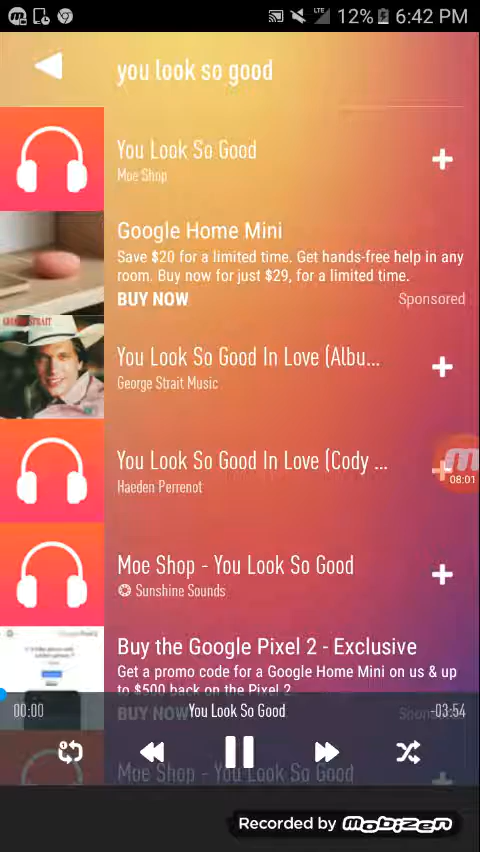 LTE 12% 6:42 PM
you look so good
You Look So Good
Moe Shop
Google Home Mini
Save $20 for a limited time. Get hands-free help in any
room. Buy now for just $29, for a limited time.
BUY NOW Sponsored
GEORGE STRAIT
You Look So Good In Love (Albu...
George Strait Music
You Look So Good In Love (Cody ...
Haeden Perrenot
08:01
Moe Shop - You Look So Good
Sunshine Sounds
Buy the Google Pixel 2 - Exclusive
Get a promo code for a Google Home Mini on us & up
to $500 back on the Pixel 2
BUY NOW
00:00 You Look So Good -03:54
Moe Shop - You Look So Good
Recorded by mobizen